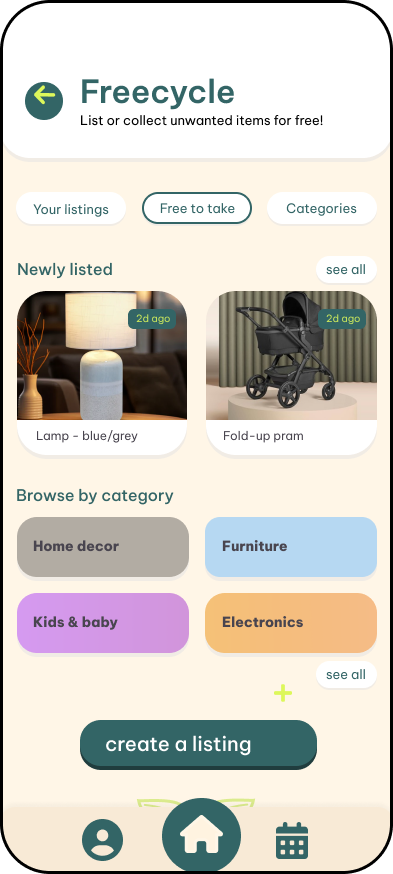 Freecycle
List or collect unwanted items for free!
Your listings
Free to take
Categories
Newly listed
see all
2d ago
2d ago
Lamp - blue/grey
Fold-up pram
Browse by category
Home decor
Furniture
Kids & baby
Electronics
see all
+
create a listing